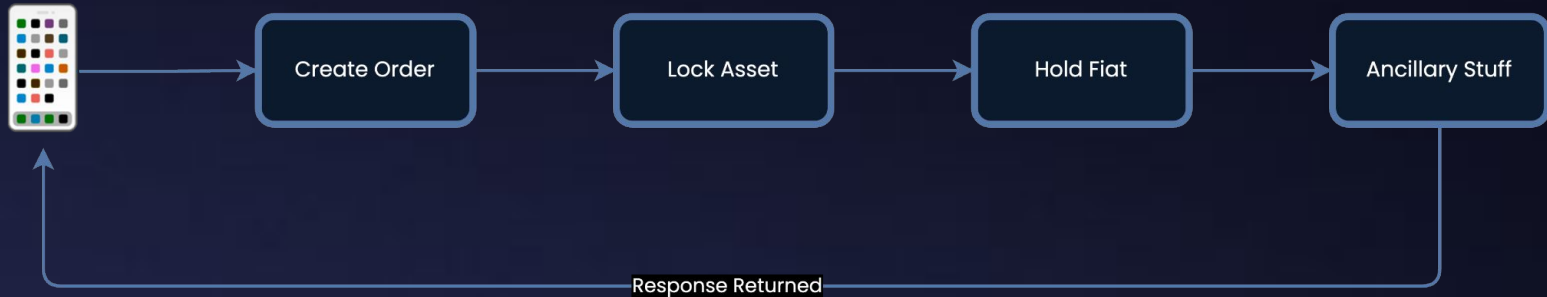 Create Order
Lock Asset
Hold Fiat
Ancillary Stuff
Response Returned